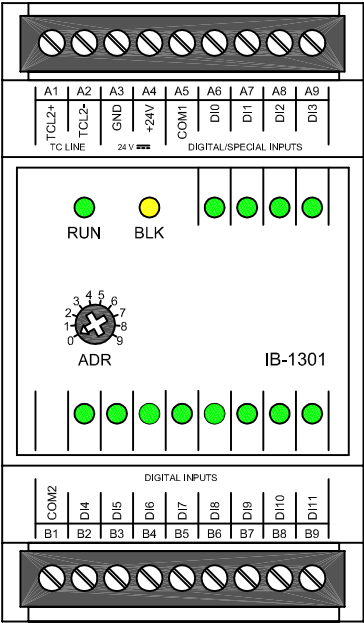 A1 A2 A3 A4 A5 A6 A7 A8 A9
TCL2+ TCL2- GND +24V COM1 DI0 DI1 DI2 DI3
TC LINE 24 V DIGITAL/SPECIAL INPUTS
RUN BLK
0 1 2 3 4 5 6 7 8 9
ADR
IB-1301
DIGITAL INPUTS
COM2 DI4 DI5 DI6 DI7 DI8 DI9 DI10 DI11
B1 B2 B3 B4 B5 B6 B7 B8 B9